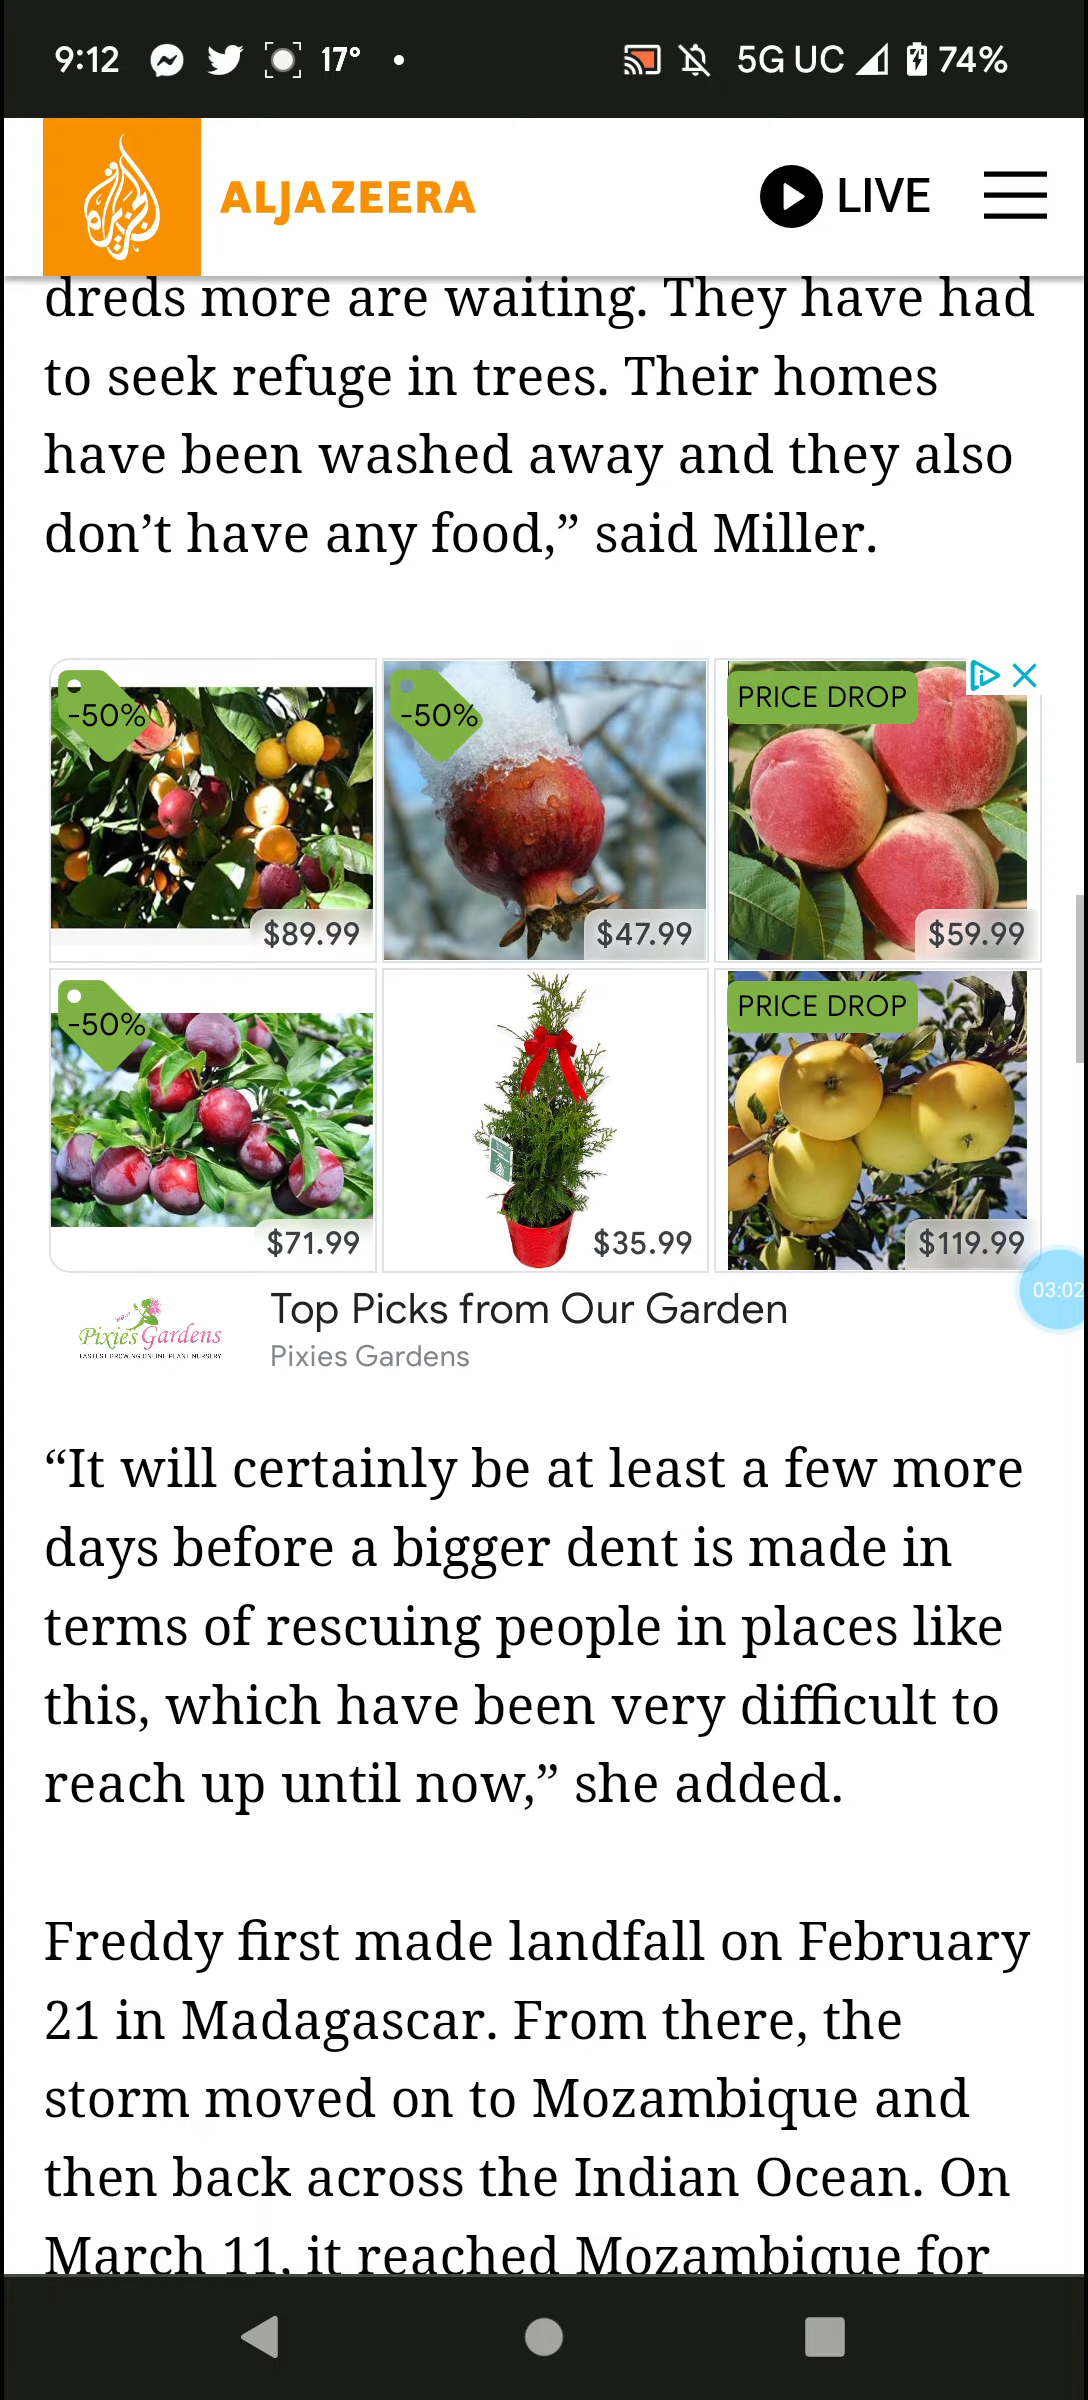 9:12 17° 5G UC 74%
ALJAZEERA LIVE
dreds more are waiting. They have had
to seek refuge in trees. Their homes
have been washed away and they also
don’t have any food,” said Miller.
-50% -50% PRICE DROP
$89.99 $47.99 $59.99
-50% PRICE DROP
$71.99 $35.99 $119.99
03:02
Top Picks from Our Garden
Pixies Gardens
FASTEST GROWING ONLINE PLANT NURSERY
Pixies Gardens
“It will certainly be at least a few more
days before a bigger dent is made in
terms of rescuing people in places like
this, which have been very difficult to
reach up until now,” she added.
Freddy first made landfall on February
21 in Madagascar. From there, the
storm moved on to Mozambique and
then back across the Indian Ocean. On
March 11, it reached Mozambique for